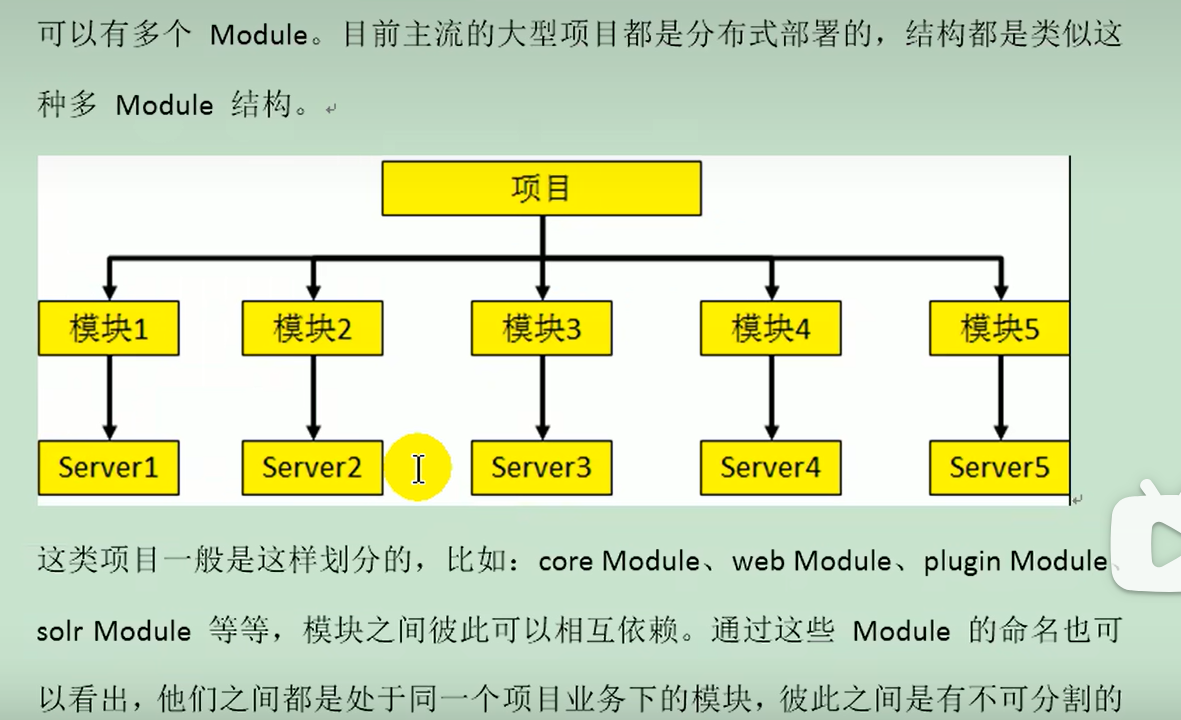 可以有多个 Module。目前主流的大型项目都是分布式部署的，结构都是类似这
种多 Module 结构。
项目
模块1 模块2 模块3 模块4 模块5
Server1 Server2 Server3 Server4 Server5
这类项目一般是这样划分的，比如：core Module、web Module、plugin Module、
solr Module 等等，模块之间彼此可以相互依赖。通过这些 Module 的命名也可
以看出，他们之间都是处于同一个项目业务下的模块，彼此之间是有不可分割的